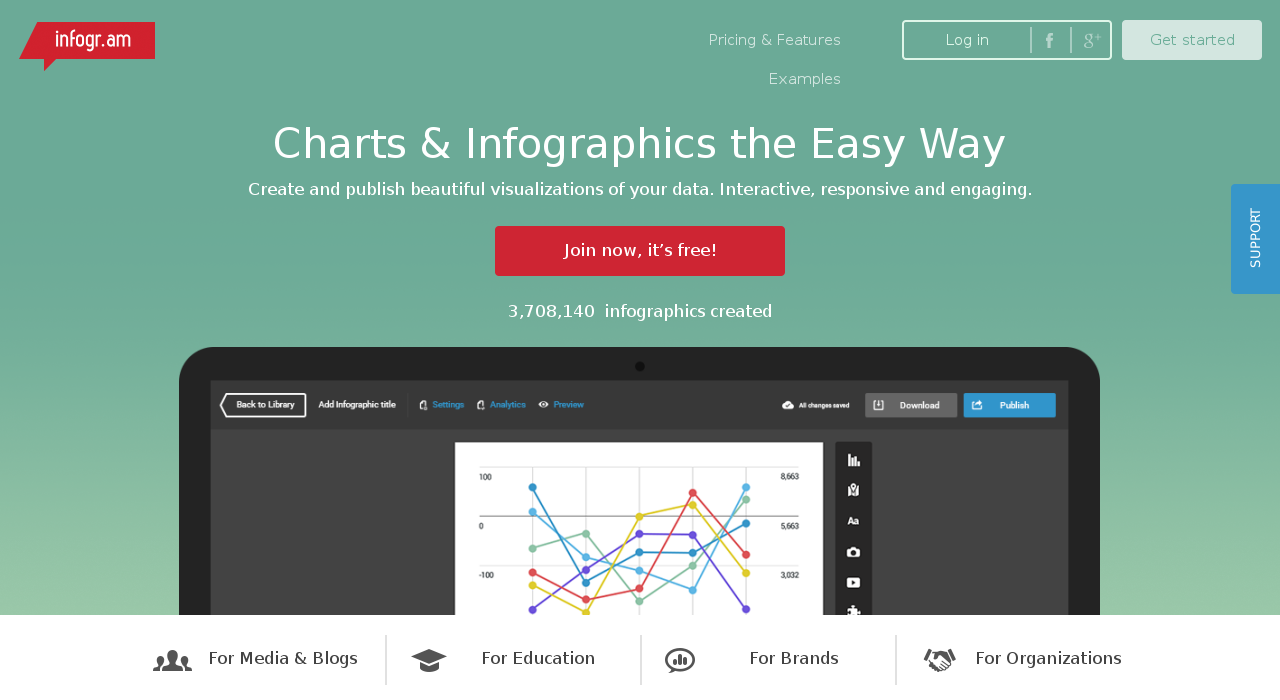 infogr.am
Pricing & Features
Log in
Get started
Examples
Charts & Infographics the Easy Way
Create and publish beautiful visualizations of your data. Interactive, responsive and engaging.
SUPPORT
Join now, it's free!
3,708,140 infographics created
Back to Library
Add Infographic title
Settings
Analytics
Preview
All changes saved
Download
Publish
100
8,663
0
5,663
-100
3,032
Aa
For Media & Blogs
For Education
For Brands
For Organizations